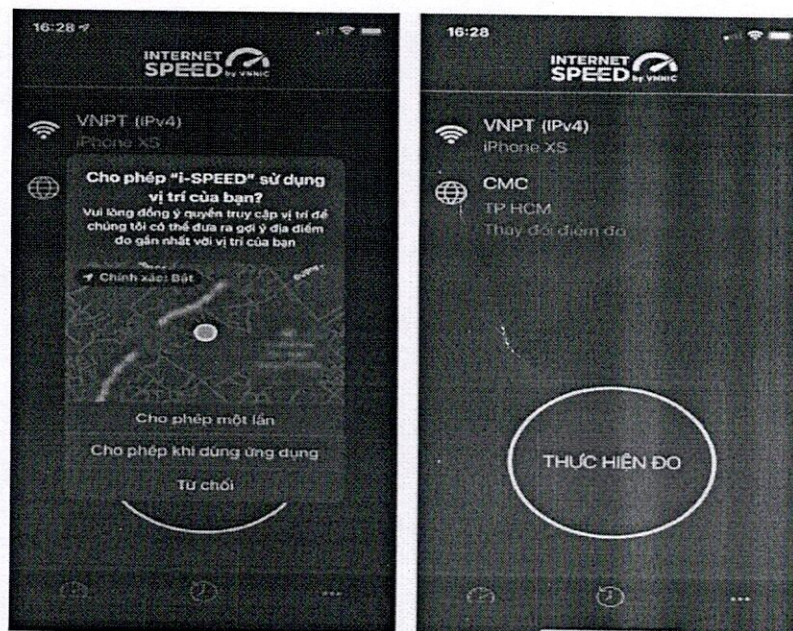 16:28
INTERNET
SPEED by VNNIC
VNPT (IPv4)
iPhone XS
Cho phép "i-SPEED" sử dụng
vị trí của bạn?
Vui lòng đồng ý quyền truy cập vị trí để
chúng tôi có thể đưa ra gợi ý địa điểm
đo gần nhất với vị trí của bạn
Chính xác: Bật
Cho phép một lần
Cho phép khi dùng ứng dụng
Từ chối
16:28
INTERNET
SPEED by VNNIC
VNPT (IPv4)
iPhone XS
CMC
TP HCM
Thay đổi điểm đo
THỰC HIỆN ĐO